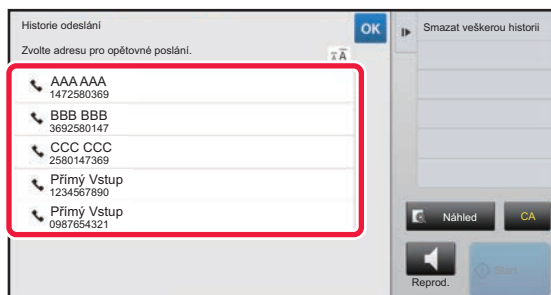 Historie odeslání
OK
Smazat veškerou historii
Zvolte adresu pro opětovné poslání.
AAA AAA
1472580369
BBB BBB
3692580147
CCC CCC
2580147369
Přímý Vstup
1234567890
Přímý Vstup
0987654321
Náhled
CA
Reprod.
Start